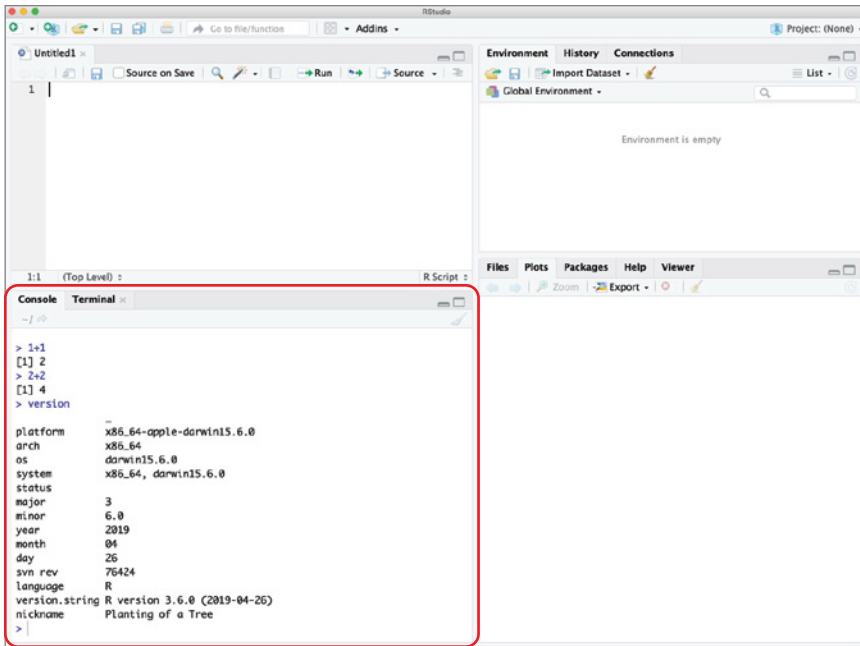 RStudio
Go to file/function
Addins
Project: (None)
Untitled1
Source on Save
Run
Source
1
1:1 (Top Level)
R Script
Console Terminal
~/
> 1+1
[1] 2
> 2+2
[1] 4
> version
_
platform x86_64-apple-darwin15.6.0
arch x86_64
os darwin15.6.0
system x86_64, darwin15.6.0
status
major 3
minor 6.0
year 2019
month 04
day 26
svn rev 76424
language R
version.string R version 3.6.0 (2019-04-26)
nickname Planting of a Tree
>
Environment History Connections
Import Dataset
List
Global Environment
Environment is empty
Files Plots Packages Help Viewer
Zoom Export